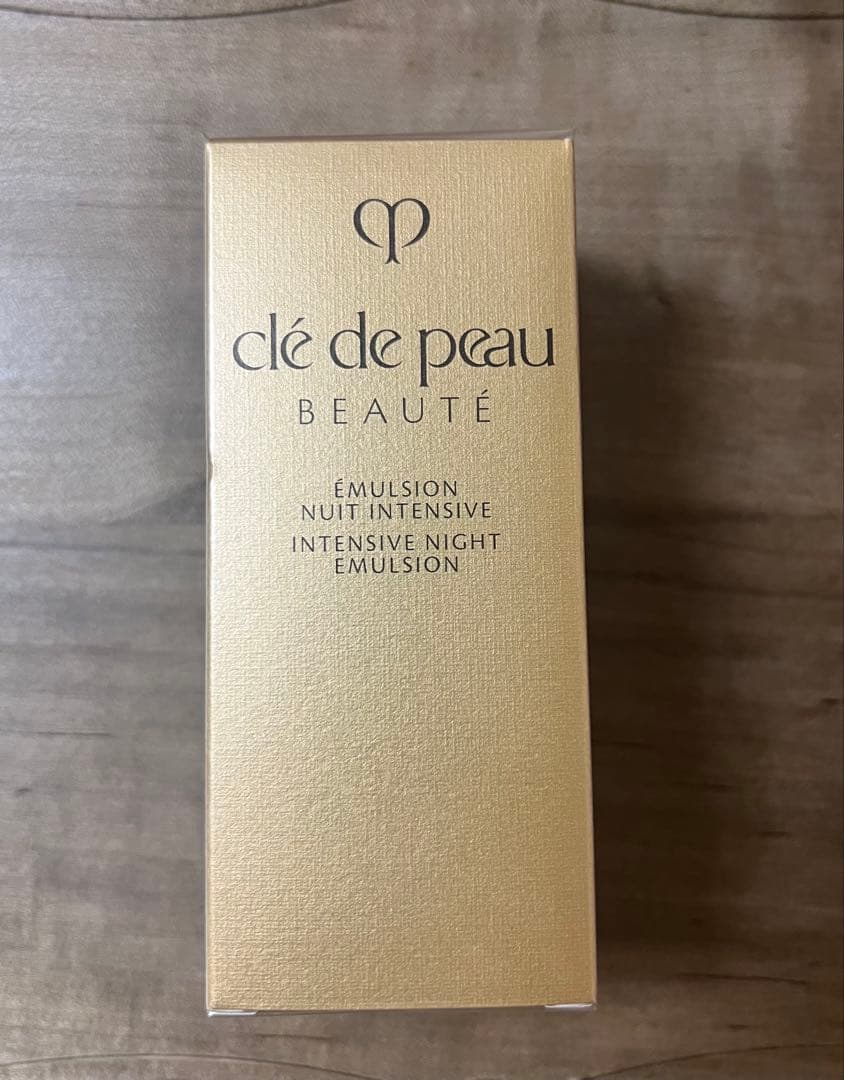 clé de peau
BEAUTÉ
ÉMULSION
NUIT INTENSIVE
INTENSIVE NIGHT
EMULSION